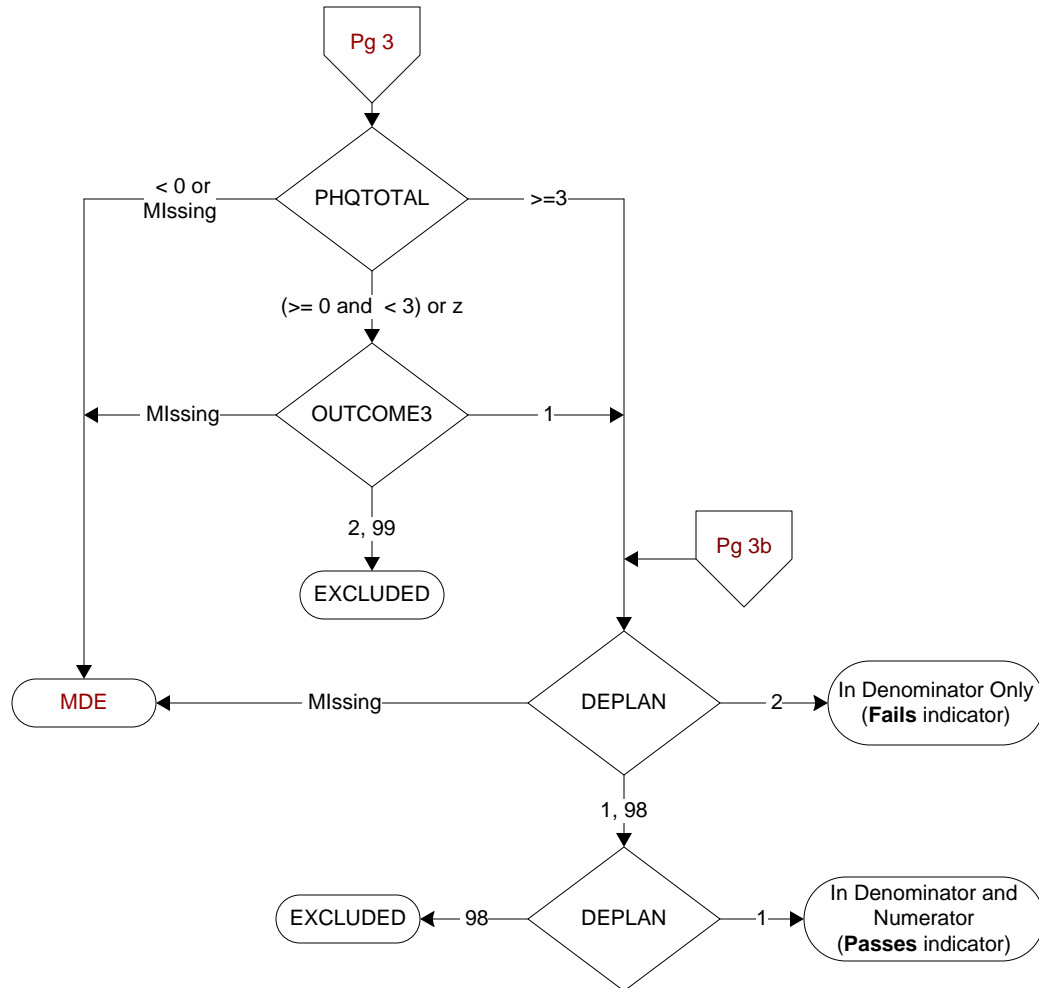 Pg 3
< 0 or
MIssing
PHQTOTAL
>=3
(>= 0 and  < 3) or z
MIssing
OUTCOME3
1
2, 99
Pg 3b
EXCLUDED
MDE
MIssing
DEPLAN
2
In Denominator Only
(Fails indicator)
1, 98
EXCLUDED
98
DEPLAN
1
In Denominator and
Numerator
(Passes indicator)